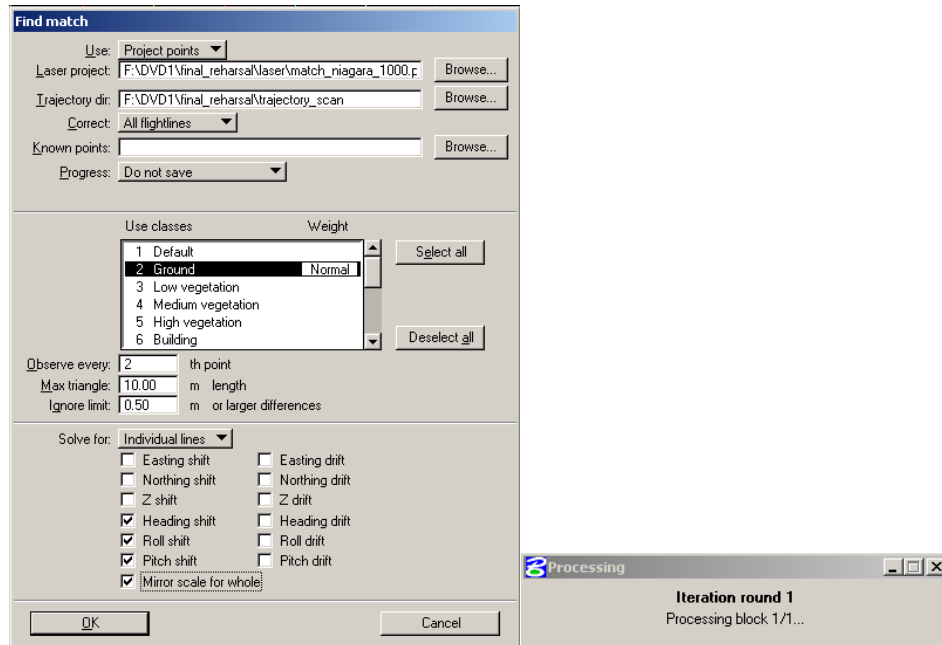 Find match
Use: Project points
Laser project: F:\DVD1\final_reharsal\laser\match_niagara_1000.p Browse...
Trajectory dir: F:\DVD1\final_reharsal\trajectory_scan Browse...
Correct: All flightlines
Known points: Browse...
Progress: Do not save
Use classes Weight
1 Default
2 Ground Normal
3 Low vegetation
4 Medium vegetation
5 High vegetation
6 Building
Select all
Deselect all
Observe every: 2 th point
Max triangle: 10.00 m length
Ignore limit: 0.50 m or larger differences
Solve for: Individual lines
Easting shift Easting drift
Northing shift Northing drift
Z shift Z drift
Heading shift Heading drift
Roll shift Roll drift
Pitch shift Pitch drift
Mirror scale for whole
OK Cancel
Processing
Iteration round 1
Processing block 1/1...